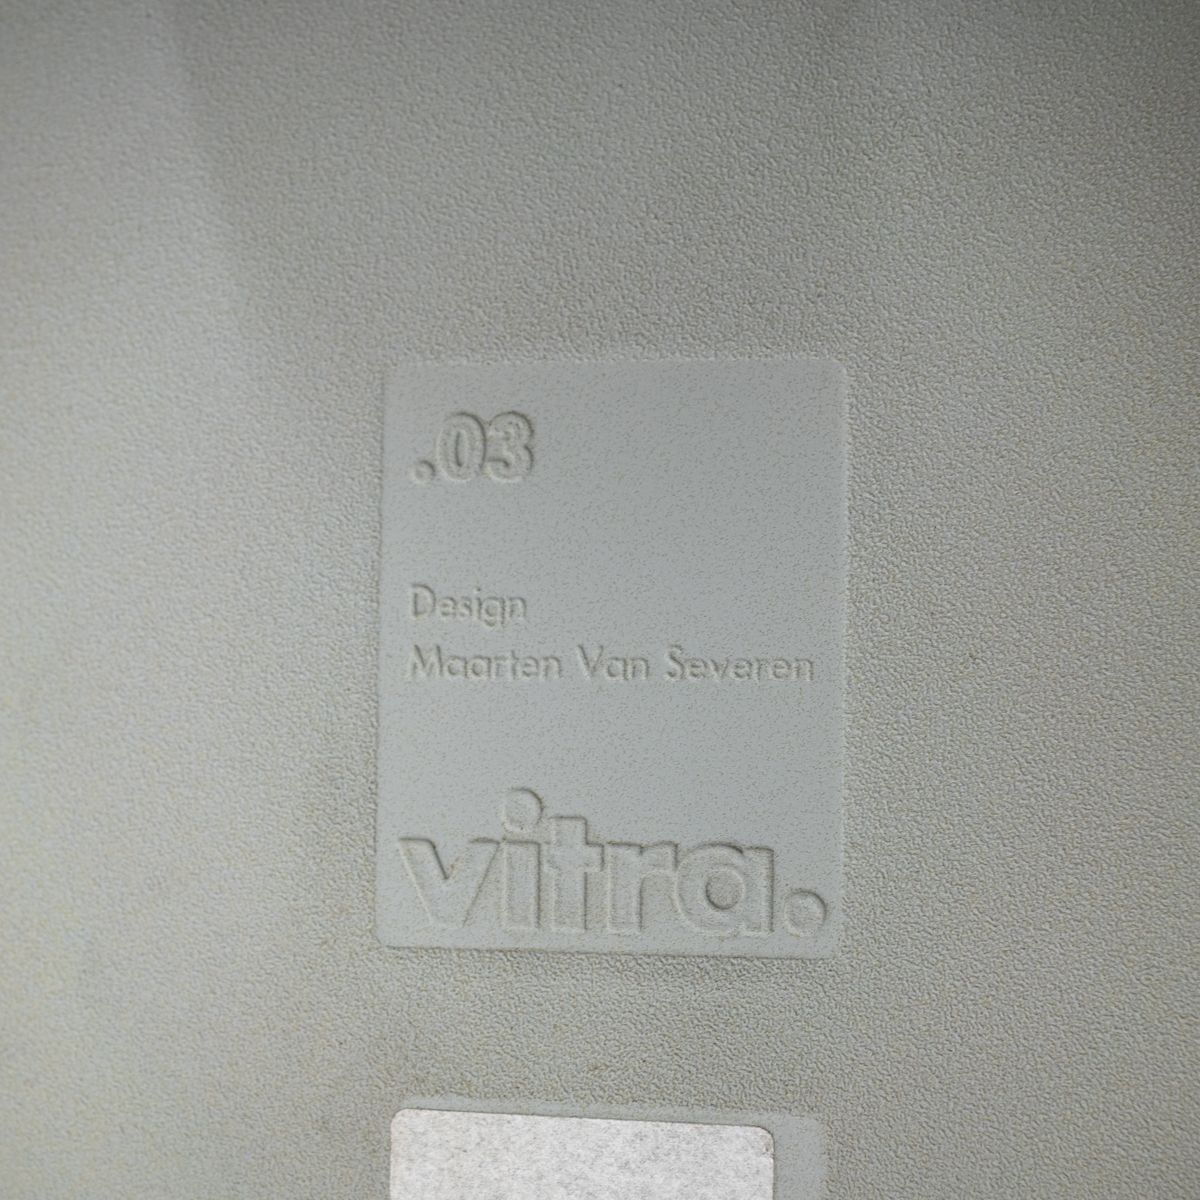 .03
Design
Maarten Van Severen
vitra.